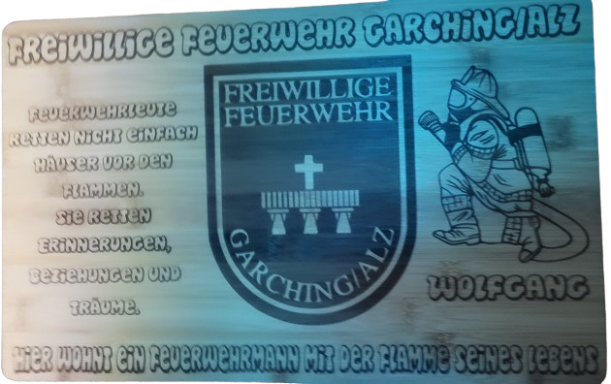 FREIWILLIGE FEUERWEHR GARCHING/ALZ
FEUERWEHRLEUTE
RETTEN NICHT EINFACH
HÄUSER VOR DEN
FLAMMEN.
SIE RETTEN
ERINNERUNGEN,
BEZIEHUNGEN UND
TRÄUME.
FREIWILLIGE
FEUERWEHR
GARCHING/ALZ
WOLFGANG
HIER WOHNT EIN FEUERWEHRMANN MIT DER FLAMME SEINES LEBENS